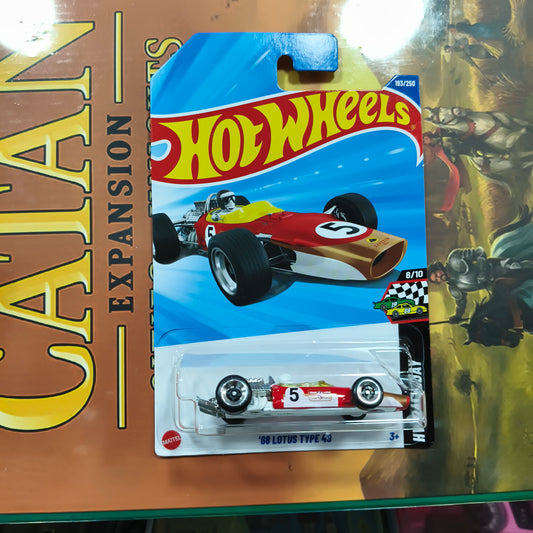 CATAN
EXPANSION
193/250
HOT WHEELS
5
8/10
5
MATTEL
'68 LOTUS TYPE 49
3+